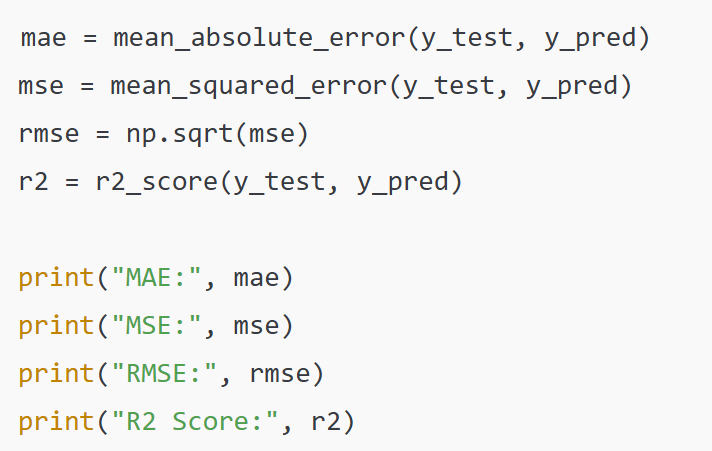 mae = mean_absolute_error(y_test, y_pred)
mse = mean_squared_error(y_test, y_pred)
rmse = np.sqrt(mse)
r2 = r2_score(y_test, y_pred)
print("MAE:", mae)
print("MSE:", mse)
print("RMSE:", rmse)
print("R2 Score:", r2)